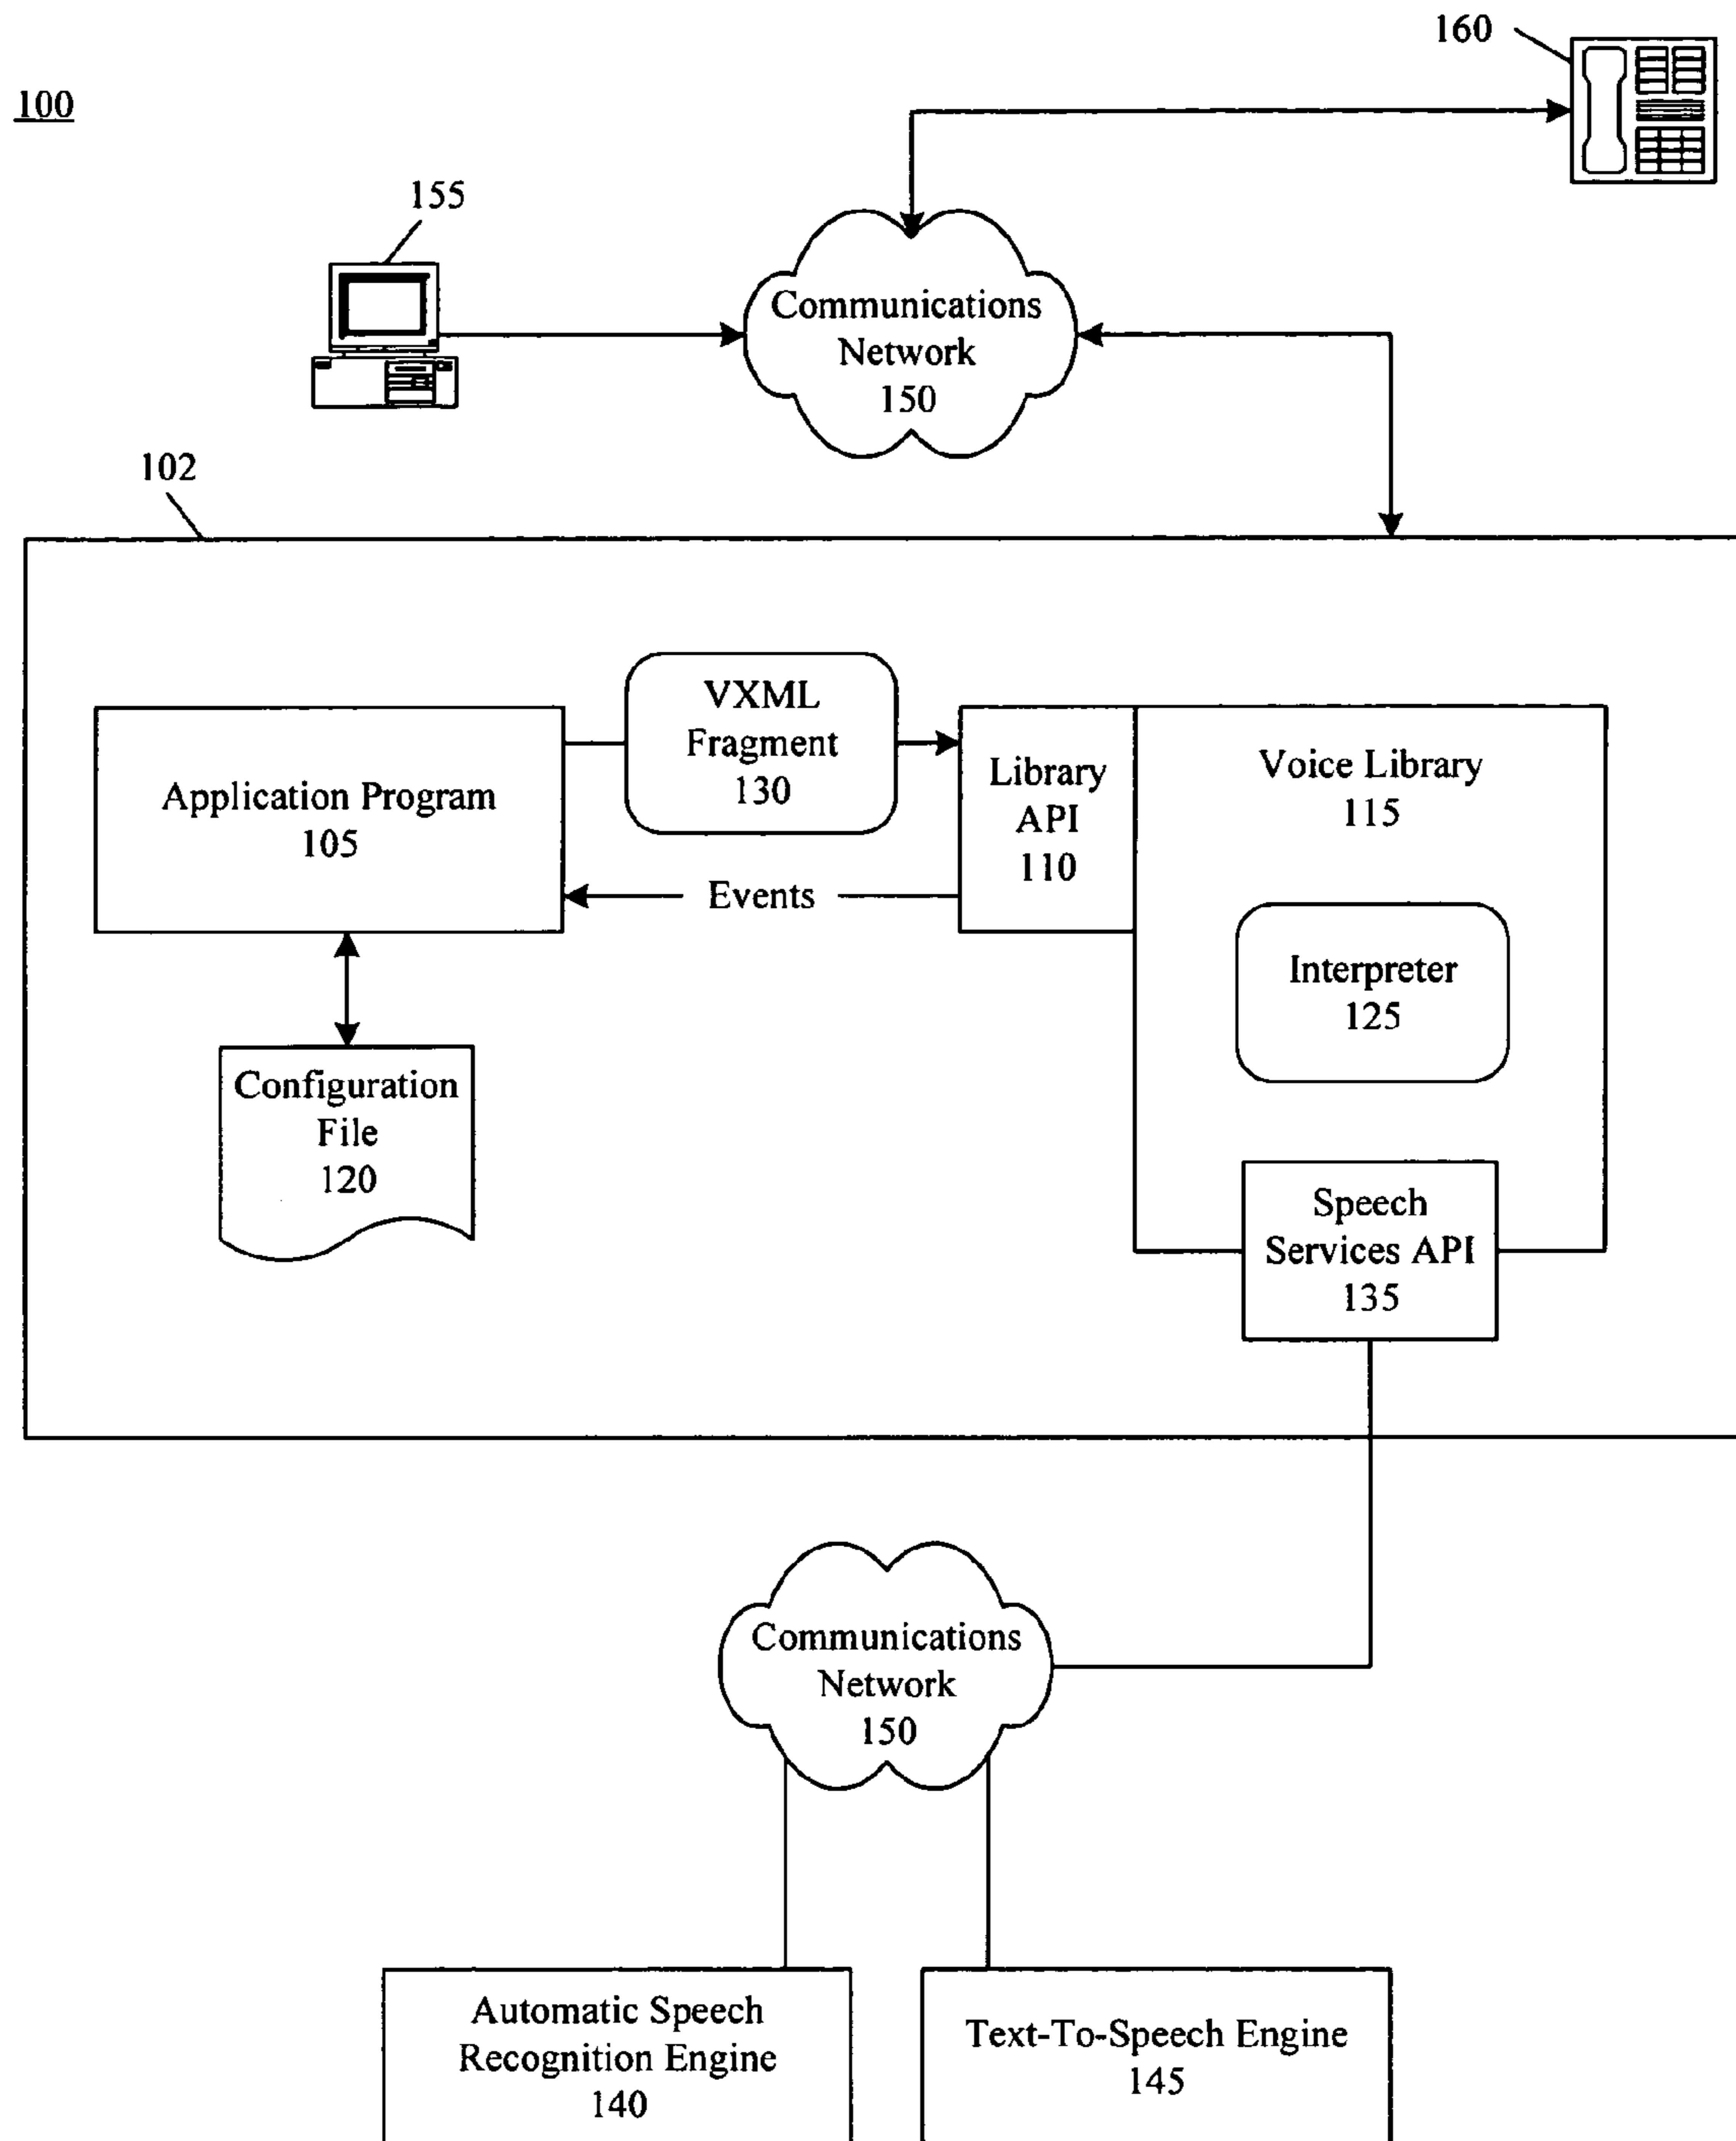 160
100
155
Communications
Network
150
102
VXML
Fragment
130
Application Program
105
Library
API
110
Voice Library
115
Events
Interpreter
125
Configuration
File
120
Speech
Services API
135
Communications
Network
150
Automatic Speech
Recognition Engine
140
Text-To-Speech Engine
145